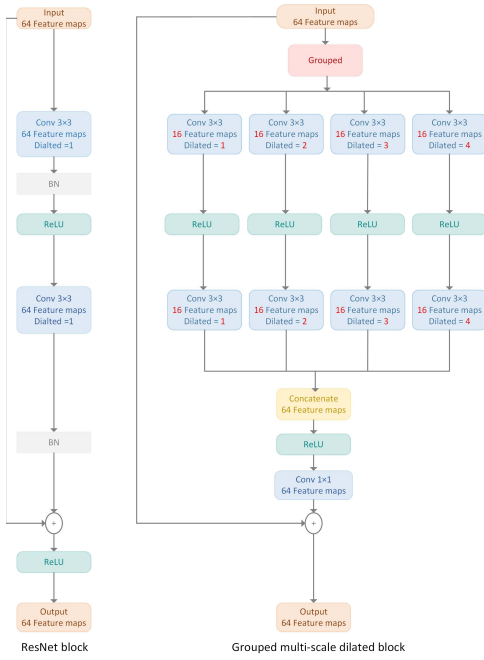 Input
64 Feature maps
Conv 3×3
64 Feature maps
Dialted =1
BN
ReLU
Conv 3×3
64 Feature maps
Dialted =1
BN
+
ReLU
Output
64 Feature maps
ResNet block
Input
64 Feature maps
Grouped
Conv 3×3
16 Feature maps
Dilated = 1
Conv 3×3
16 Feature maps
Dilated = 2
Conv 3×3
16 Feature maps
Dilated = 3
Conv 3×3
16 Feature maps
Dilated = 4
ReLU
ReLU
ReLU
ReLU
Conv 3×3
16 Feature maps
Dilated = 1
Conv 3×3
16 Feature maps
Dilated = 2
Conv 3×3
16 Feature maps
Dilated = 3
Conv 3×3
16 Feature maps
Dilated = 4
Concatenate
64 Feature maps
ReLU
Conv 1×1
64 Feature maps
+
Output
64 Feature maps
Grouped multi-scale dilated block